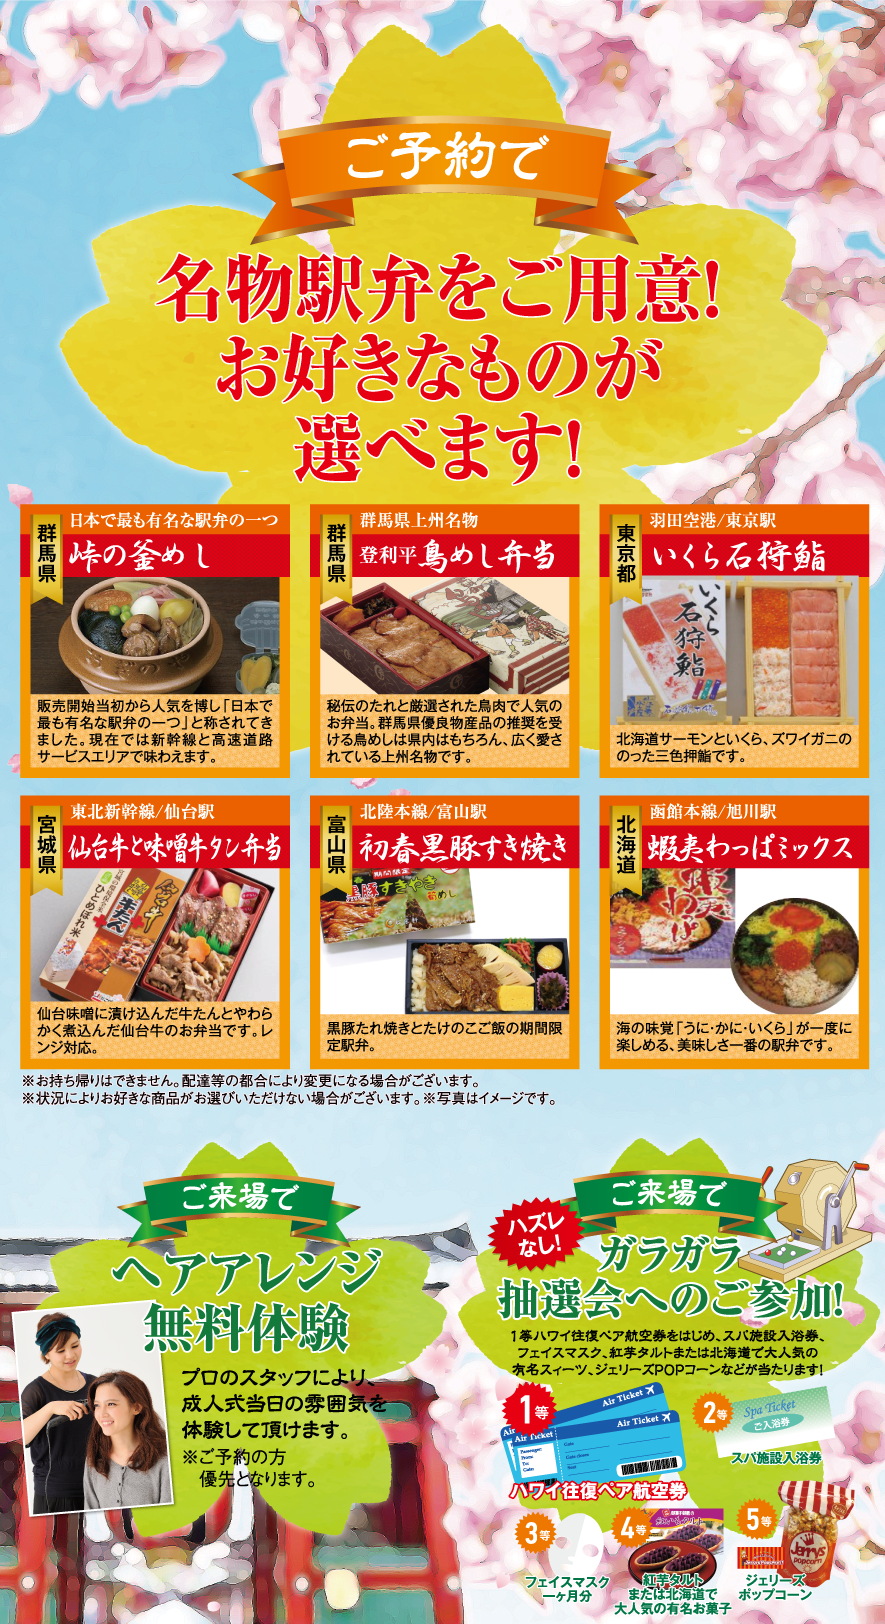 ご予約で
名物駅弁をご用意!
お好きなものが
選べます!
群馬県
日本で最も有名な駅弁の一つ
峠の釜めし
販売開始当初から人気を博し「日本で
最も有名な駅弁の一つ」と称されてき
ました。現在では新幹線と高速道路
サービスエリアで味わえます。
群馬県
群馬県上州名物
登利平 鳥めし弁当
秘伝のたれと厳選された鳥肉で人気の
お弁当。群馬県優良物産品の推奨を受
ける鳥めしは県内はもちろん、広く愛さ
れている上州名物です。
東京都
羽田空港/東京駅
いくら石狩鮨
いくら
石狩鮨
北海道サーモンといくら、ズワイガニの
のった三色押鮨です。
宮城県
東北新幹線/仙台駅
仙台牛と味噌牛タン弁当
牛たん
ひとめぼれ米
仙台味噌に漬け込んだ牛たんとやわら
かく煮込んだ仙台牛のお弁当です。レ
ンジ対応。
富山県
北陸本線/富山駅
初春黒豚すき焼き
期間限定
黒豚すきやき
筍めし
黒豚たれ焼きとたけのこご飯の期間限
定駅弁。
北海道
函館本線/旭川駅
蝦夷わっぱミックス
わっぱ
海の味覚「うに・かに・いくら」が一度に
楽しめる、美味しさ一番の駅弁です。
※お持ち帰りはできません。配達等の都合により変更になる場合がございます。
※状況によりお好きな商品がお選びいただけない場合がございます。※写真はイメージです。
ご来場で
ヘアアレンジ
無料体験
プロのスタッフにより、
成人式当日の雰囲気を
体験して頂けます。
※ご予約の方
優先となります。
ご来場で
ハズレ
なし!
ガラガラ
抽選会へのご参加!
1等ハワイ往復ペア航空券をはじめ、スパ施設入浴券、
フェイスマスク、紅芋タルトまたは北海道で大人気の
有名スィーツ、ジェリーズPOPコーンなどが当たります!
1等
Air Ticket
Air Ticket
Air Ticket
Passenger:
From:
To:
Gate:
ハワイ往復ペア航空券
2等
Spa Ticket
ご入浴券
スパ施設入浴券
3等
フェイスマスク
一ヶ月分
4等
紅芋タルト
または北海道で
大人気の有名お菓子
5等
Jerrys
popcorn
ジェリーズ
ポップコーン